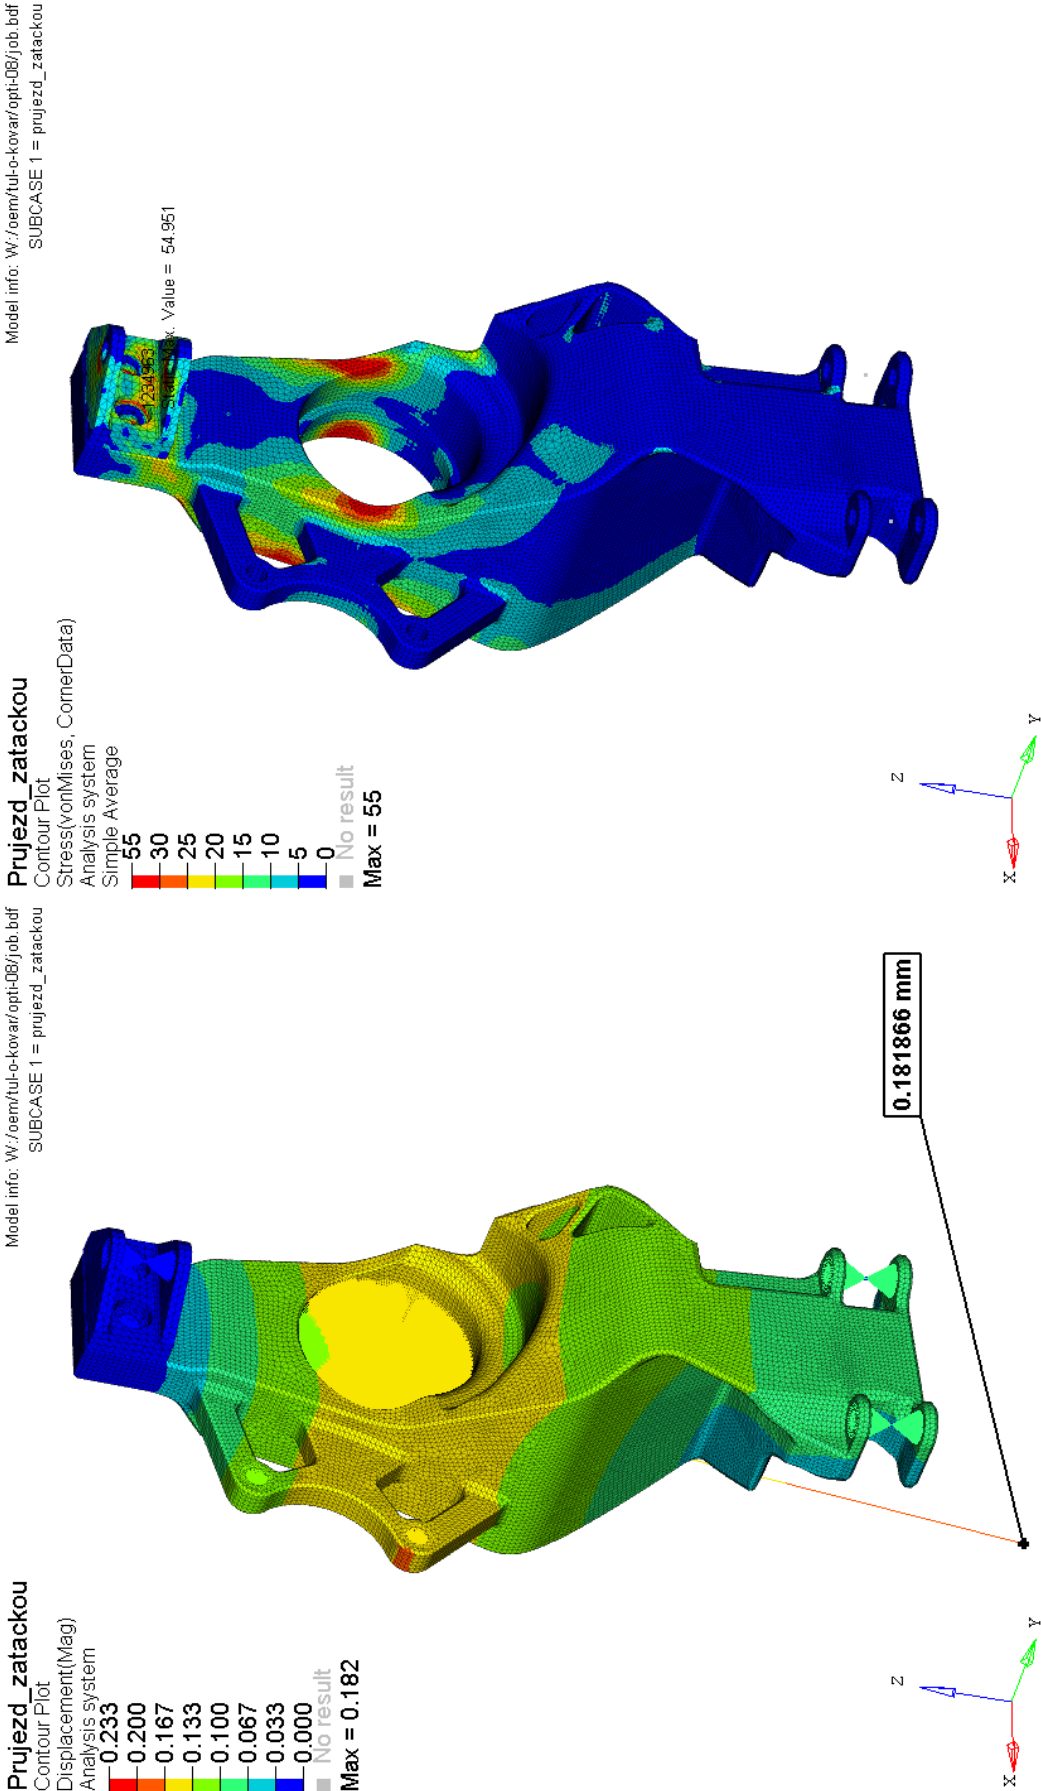 Prujezd_zatackou
Contour Plot
Stress(vonMises, CornerData)
Analysis system
Simple Average
55
30
25
20
15
10
5
0
No result
Max = 55
Model info: W:/oem/tul-o-kovar/opti-08/job.bdf
SUBCASE 1 = prujezd_zatackou
1234963
Static Max. Value = 54.951
Z
Y
X
Prujezd_zatackou
Contour Plot
Displacement(Mag)
Analysis system
0.233
0.200
0.167
0.133
0.100
0.067
0.033
0.000
No result
Max = 0.182
Model info: W:/oem/tul-o-kovar/opti-08/job.bdf
SUBCASE 1 = prujezd_zatackou
0.181866 mm
Z
Y
X